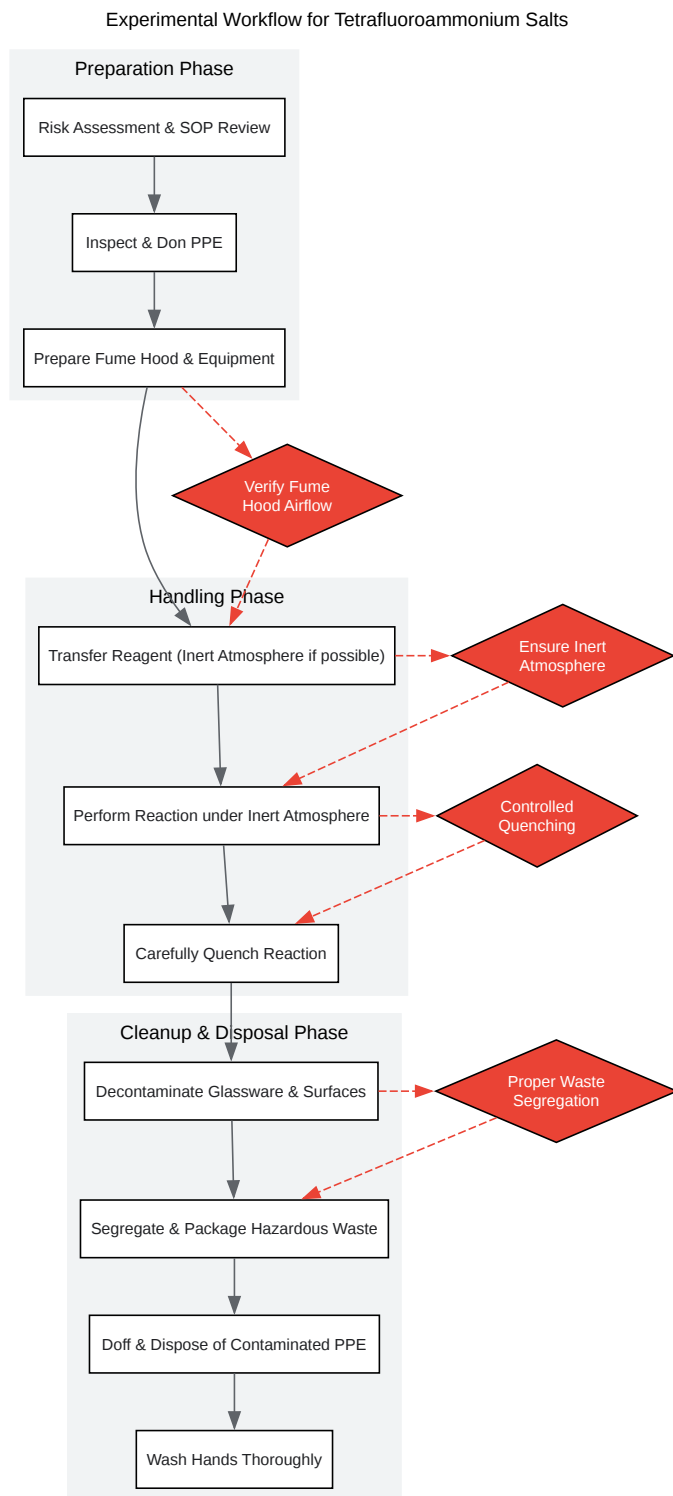 Experimental Workflow for Tetrafluoroammonium Salts
Preparation Phase
Risk Assessment & SOP Review
Inspect & Don PPE
Prepare Fume Hood & Equipment
Verify Fume
Hood Airflow
Handling Phase
Transfer Reagent (Inert Atmosphere if possible)
Ensure Inert
Atmosphere
Perform Reaction under Inert Atmosphere
Controlled
Quenching
Carefully Quench Reaction
Cleanup & Disposal Phase
Decontaminate Glassware & Surfaces
Proper Waste
Segregation
Segregate & Package Hazardous Waste
Doff & Dispose of Contaminated PPE
Wash Hands Thoroughly